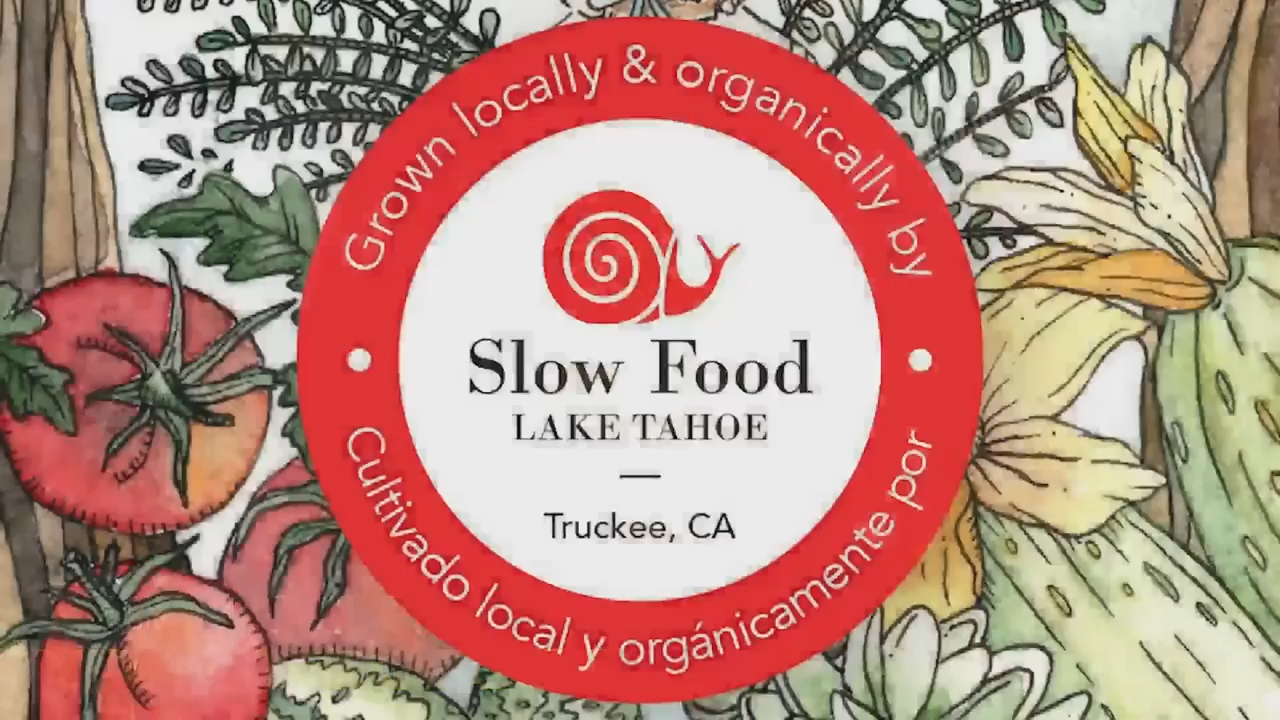 Grown locally & organically by
Slow Food
LAKE TAHOE
Truckee, CA
Cultivado local y orgánicamente por